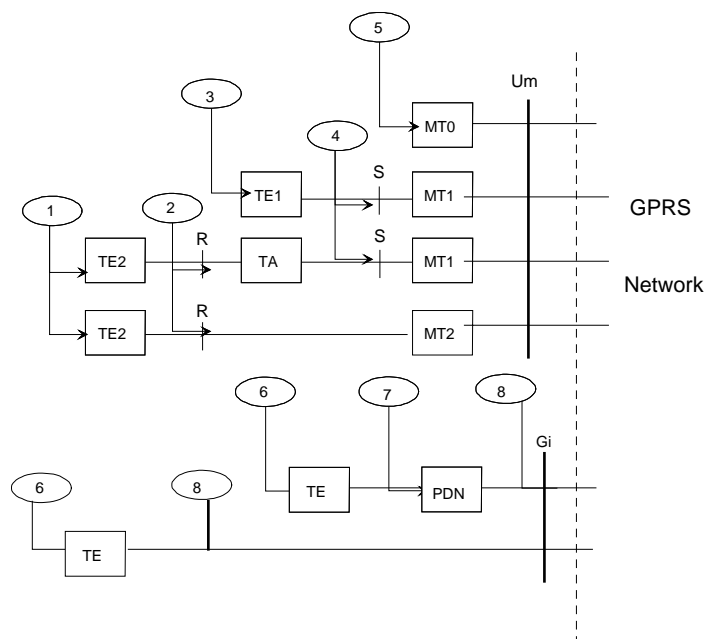 5
Um
3
4
MT0
S
TE1
MT1
GPRS
1
2
R
S
TE2
TA
MT1
Network
R
TE2
MT2
6
7
8
Gi
6
8
TE
PDN
TE